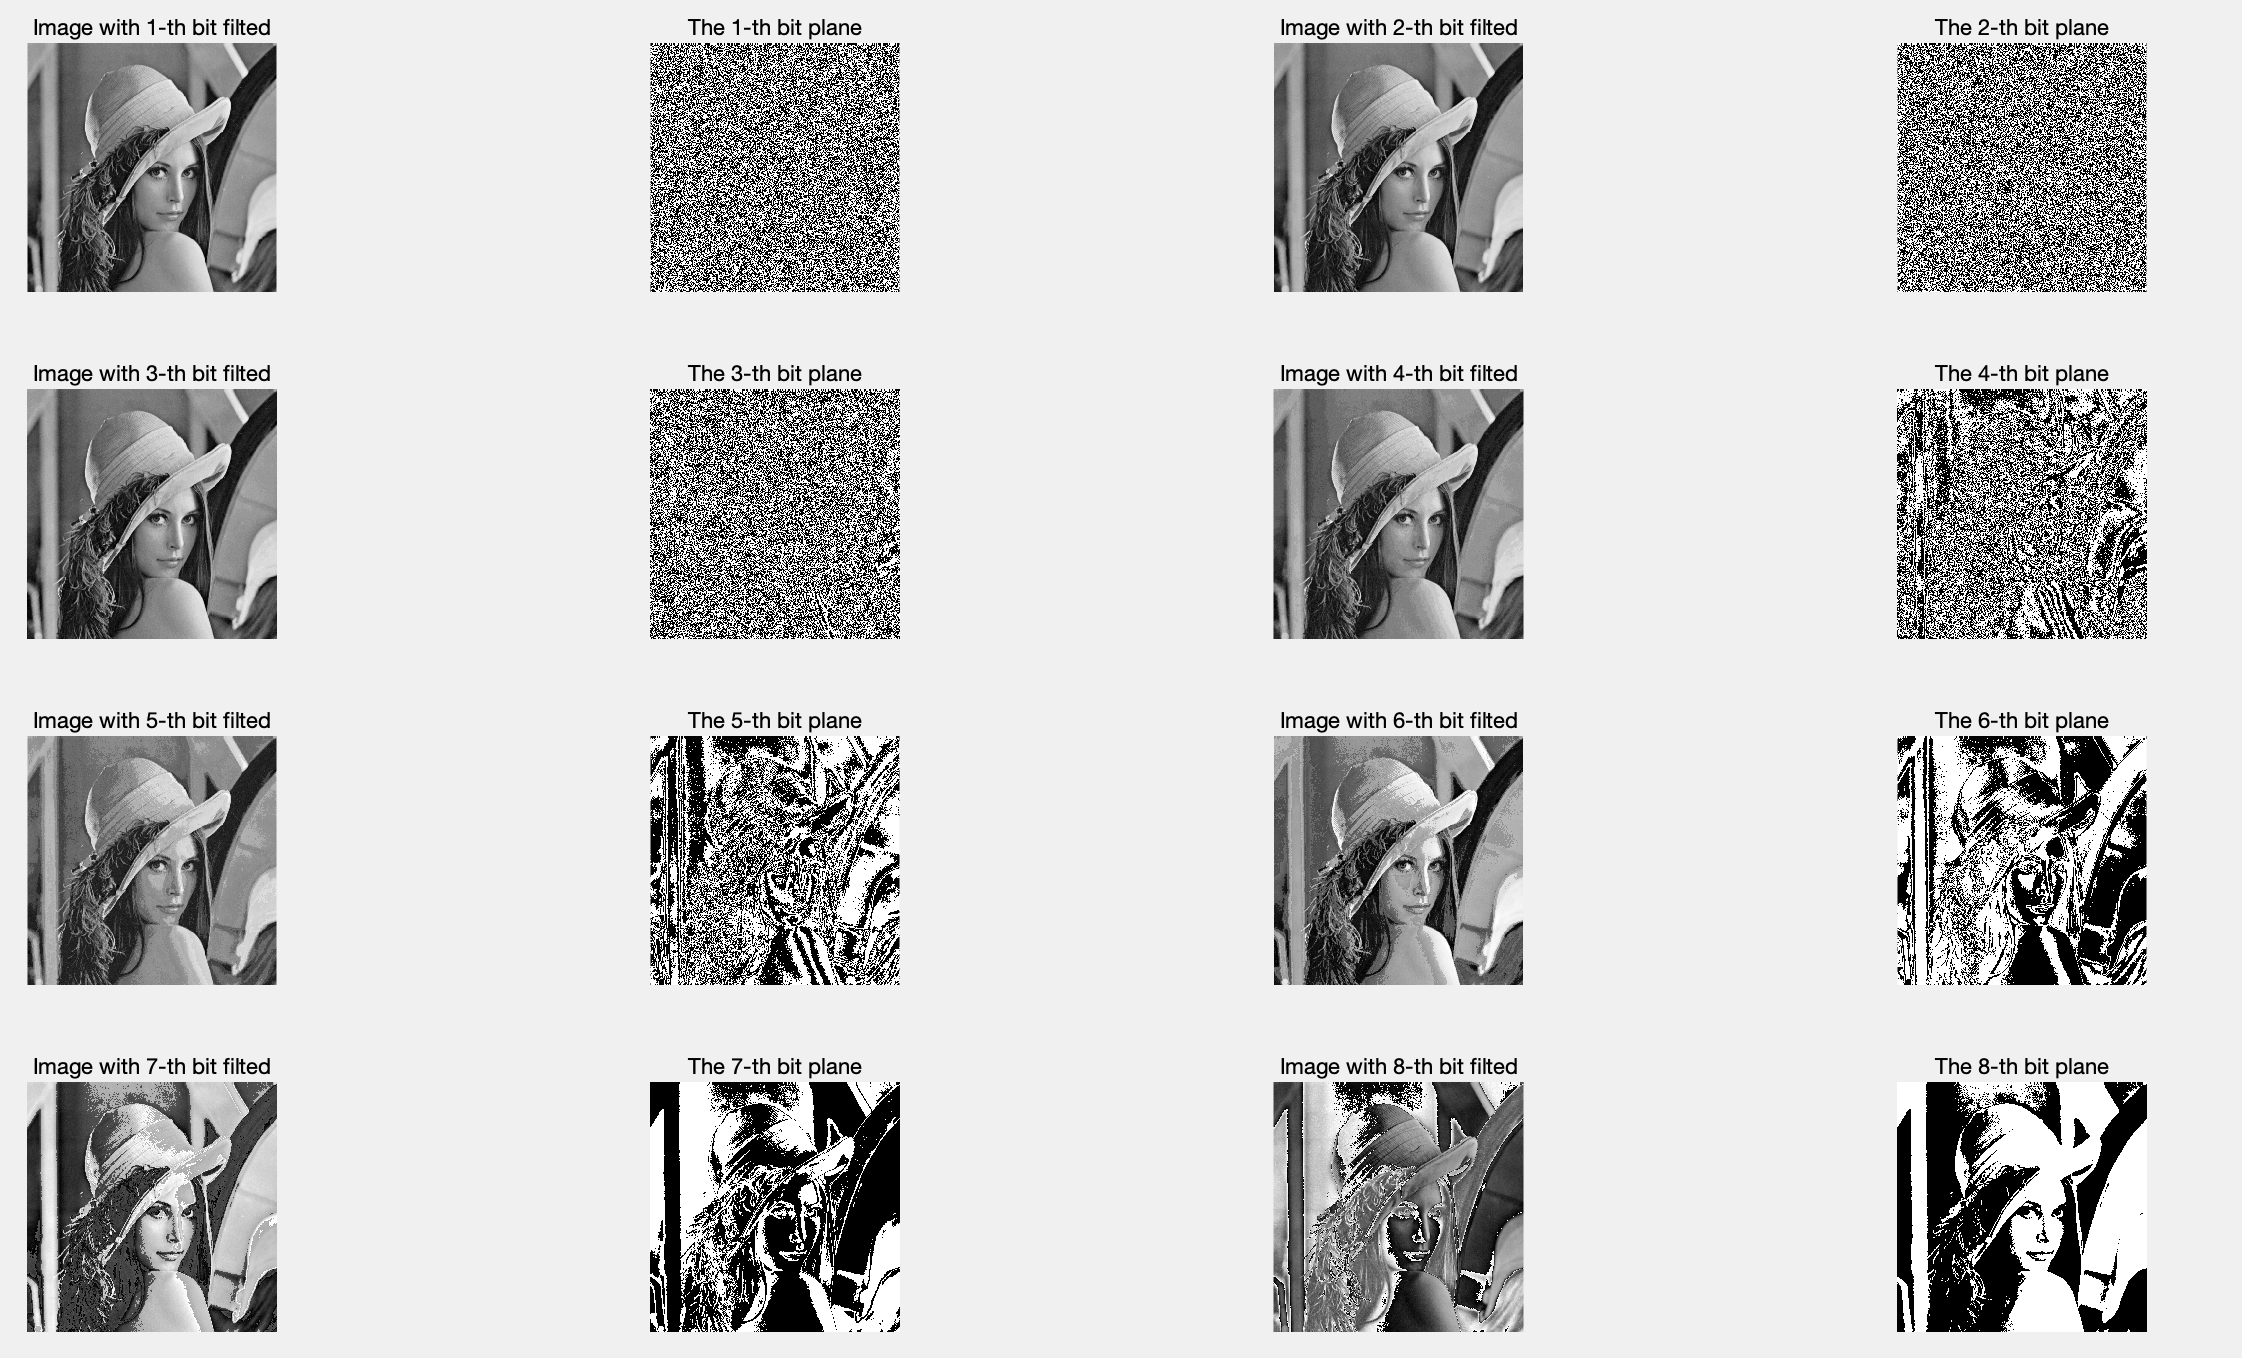 Image with 1-th bit filted
The 1-th bit plane
Image with 2-th bit filted
The 2-th bit plane
Image with 3-th bit filted
The 3-th bit plane
Image with 4-th bit filted
The 4-th bit plane
Image with 5-th bit filted
The 5-th bit plane
Image with 6-th bit filted
The 6-th bit plane
Image with 7-th bit filted
The 7-th bit plane
Image with 8-th bit filted
The 8-th bit plane